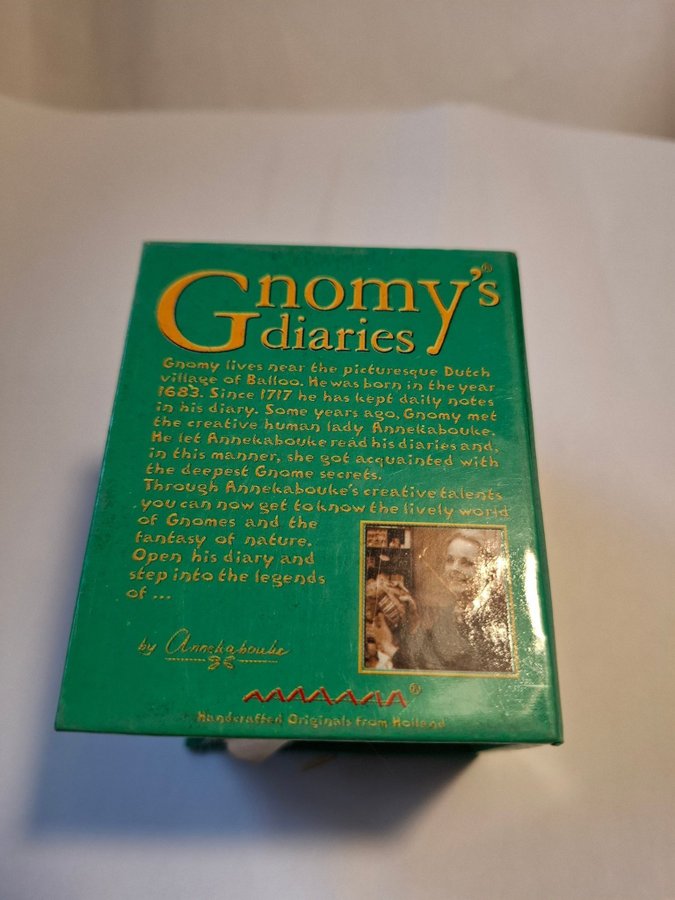 Gnomy's®
diaries
Gnomy lives near the picturesque Dutch
village of Balloo. He was born in the year
1683. Since 1717 he has kept daily notes
in his diary. Some years ago, Gnomy met
the creative human lady Annekabouke.
He let Annekabouke read his diaries and,
in this manner, she got acquainted with
the deepest Gnome secrets.
Through Annekabouke's creative talents
you can now get to know the lively world
of Gnomes and the
fantasy of nature.
Open his diary and
step into the legends
of ...
by Annekabouke
®
Handcrafted Originals from Holland